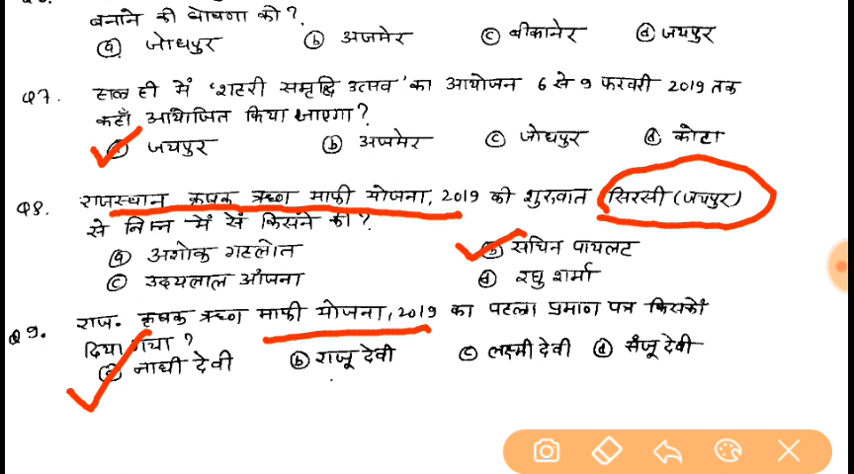 बनाने की घोषणा की ?
(a) जोधपुर (b) अजमेर (c) बीकानेर (d) जयपुर
Q7. हाल ही में 'शहरी समृद्धि उत्सव' का आयोजन 6 से 9 फरवरी 2019 तक
कहाँ आयोजित किया जाएगा ?
(a) जयपुर (b) अजमेर (c) जोधपुर (d) कोटा
Q8. राजस्थान कृषक ऋण माफी योजना, 2019 की शुरुवात सिरसी (जयपुर)
से निम्न में से किसने की ?
(a) अशोक गहलोत (b) सचिन पायलट
(c) उदयलाल आँजना (d) रघु शर्मा
Q9. राज. कृषक ऋण माफी योजना, 2019 का पहला प्रमाण पत्र किसको
दिया गया ?
(a) नाथी देवी (b) राजू देवी (c) लक्ष्मी देवी (d) संजू देवी